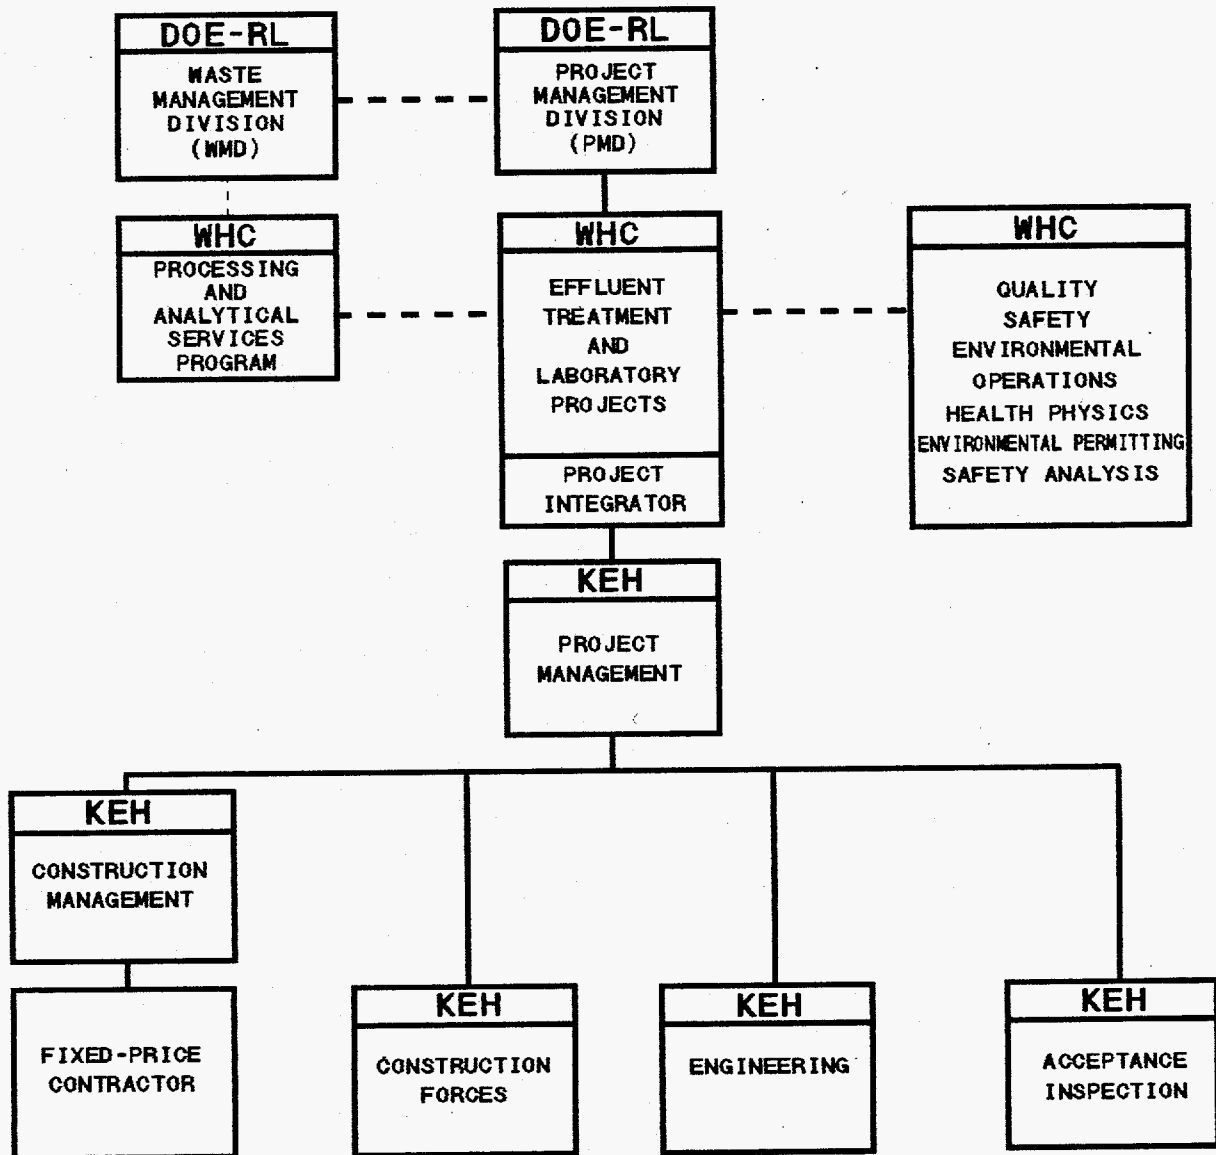 DOE-RL
WASTE
MANAGEMENT
DIVISION
(WMD)
DOE-RL
PROJECT
MANAGEMENT
DIVISION
(PMD)
WHC
PROCESSING
AND
ANALYTICAL
SERVICES
PROGRAM
WHC
EFFLUENT
TREATMENT
AND
LABORATORY
PROJECTS
PROJECT
INTEGRATOR
WHC
QUALITY
SAFETY
ENVIRONMENTAL
OPERATIONS
HEALTH PHYSICS
ENVIRONMENTAL PERMITTING
SAFETY ANALYSIS
KEH
PROJECT
MANAGEMENT
KEH
CONSTRUCTION
MANAGEMENT
FIXED-PRICE
CONTRACTOR
KEH
CONSTRUCTION
FORCES
KEH
ENGINEERING
KEH
ACCEPTANCE
INSPECTION